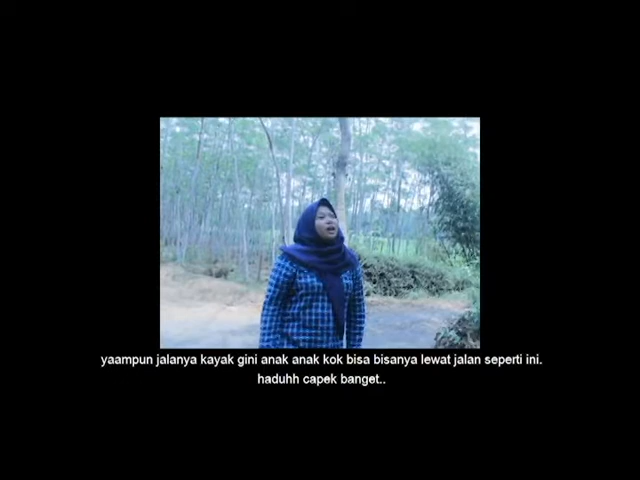 yaampun jalanya kayak gini anak anak kok bisa bisanya lewat jalan seperti ini.
haduhh capek banget..